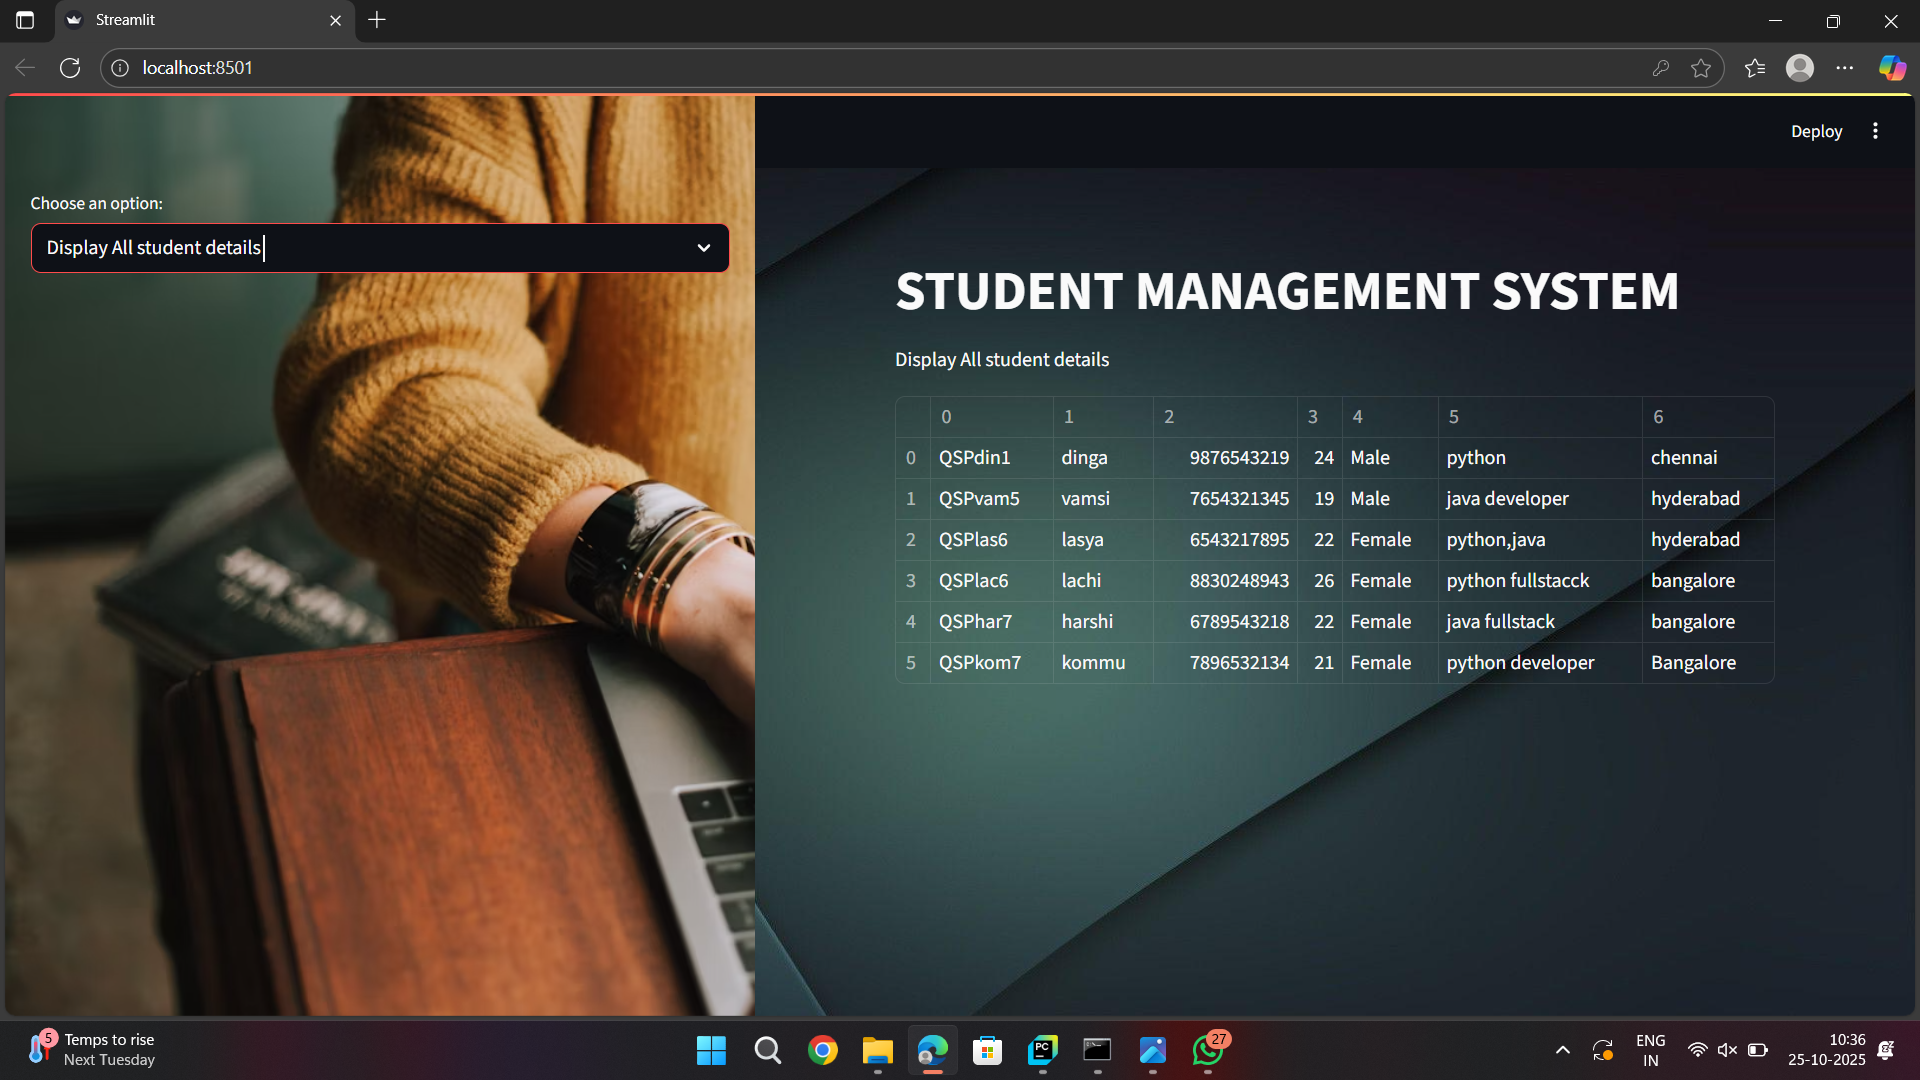 Streamlit
localhost:8501
Deploy
Choose an option:
Display All student details
STUDENT MANAGEMENT SYSTEM
Display All student details
0 1 2 3 4 5 6
0 QSPdin1 dinga 9876543219 24 Male python chennai
1 QSPvam5 vamsi 7654321345 19 Male java developer hyderabad
2 QSPlas6 lasya 6543217895 22 Female python,java hyderabad
3 QSPlac6 lachi 8830248943 26 Female python fullstacck bangalore
4 QSPhar7 harshi 6789543218 22 Female java fullstack bangalore
5 QSPkom7 kommu 7896532134 21 Female python developer Bangalore
5
Temps to rise
Next Tuesday
PC
27
ENG
IN
10:36
25-10-2025